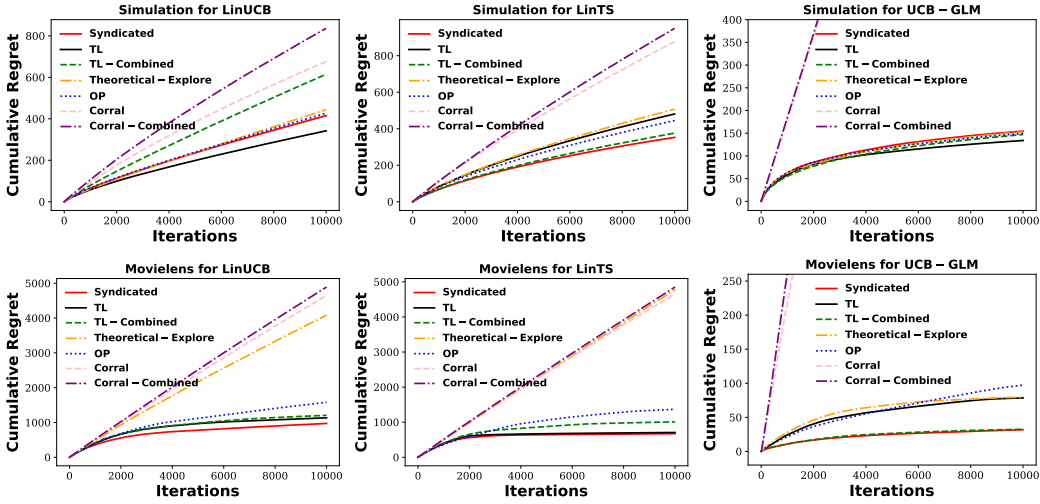 Simulation for LinUCB
Cumulative Regret
800
600
400
200
0
Syndicated
TL
TL−Combined
Theoretical−Explore
OP
Corral
Corral−Combined
0 2000 4000 6000 8000 10000
Iterations
Simulation for LinTS
Cumulative Regret
1000
800
600
400
200
0
Syndicated
TL
TL−Combined
Theoretical−Explore
OP
Corral
Corral−Combined
0 2000 4000 6000 8000 10000
Iterations
Simulation for UCB−GLM
Cumulative Regret
400
350
300
250
200
150
100
50
0
Syndicated
TL
TL−Combined
Theoretical−Explore
OP
Corral
Corral−Combined
0 2000 4000 6000 8000 10000
Iterations
Movielens for LinUCB
Cumulative Regret
5000
4000
3000
2000
1000
0
Syndicated
TL
TL−Combined
Theoretical−Explore
OP
Corral
Corral−Combined
0 2000 4000 6000 8000 10000
Iterations
Movielens for LinTS
Cumulative Regret
5000
4000
3000
2000
1000
0
Syndicated
TL
TL−Combined
Theoretical−Explore
OP
Corral
Corral−Combined
0 2000 4000 6000 8000 10000
Iterations
Movielens for UCB−GLM
Cumulative Regret
250
200
150
100
50
0
Syndicated
TL
TL−Combined
Theoretical−Explore
OP
Corral
Corral−Combined
0 2000 4000 6000 8000 10000
Iterations